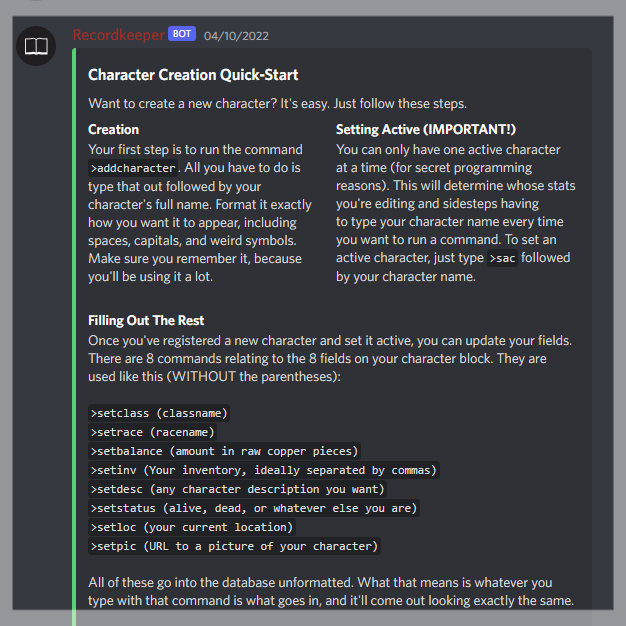 Recordkeeper BOT 04/10/2022
Character Creation Quick-Start
Want to create a new character? It's easy. Just follow these steps.
Creation
Your first step is to run the command
>addcharacter. All you have to do is
type that out followed by your
character's full name. Format it exactly
how you want it to appear, including
spaces, capitals, and weird symbols.
Make sure you remember it, because
you'll be using it a lot.
Setting Active (IMPORTANT!)
You can only have one active character
at a time (for secret programming
reasons). This will determine whose stats
you're editing and sidesteps having
to type your character name every time
you want to run a command. To set an
active character, just type >sac followed
by your character name.
Filling Out The Rest
Once you've registered a new character and set it active, you can update your fields.
There are 8 commands relating to the 8 fields on your character block. They are
used like this (WITHOUT the parentheses):
>setclass (classname)
>setrace (racename)
>setbalance (amount in raw copper pieces)
>setinv (Your inventory, ideally separated by commas)
>setdesc (any character description you want)
>setstatus (alive, dead, or whatever else you are)
>setloc (your current location)
>setpic (URL to a picture of your character)
All of these go into the database unformatted. What that means is whatever you
type with that command is what goes in, and it'll come out looking exactly the same.